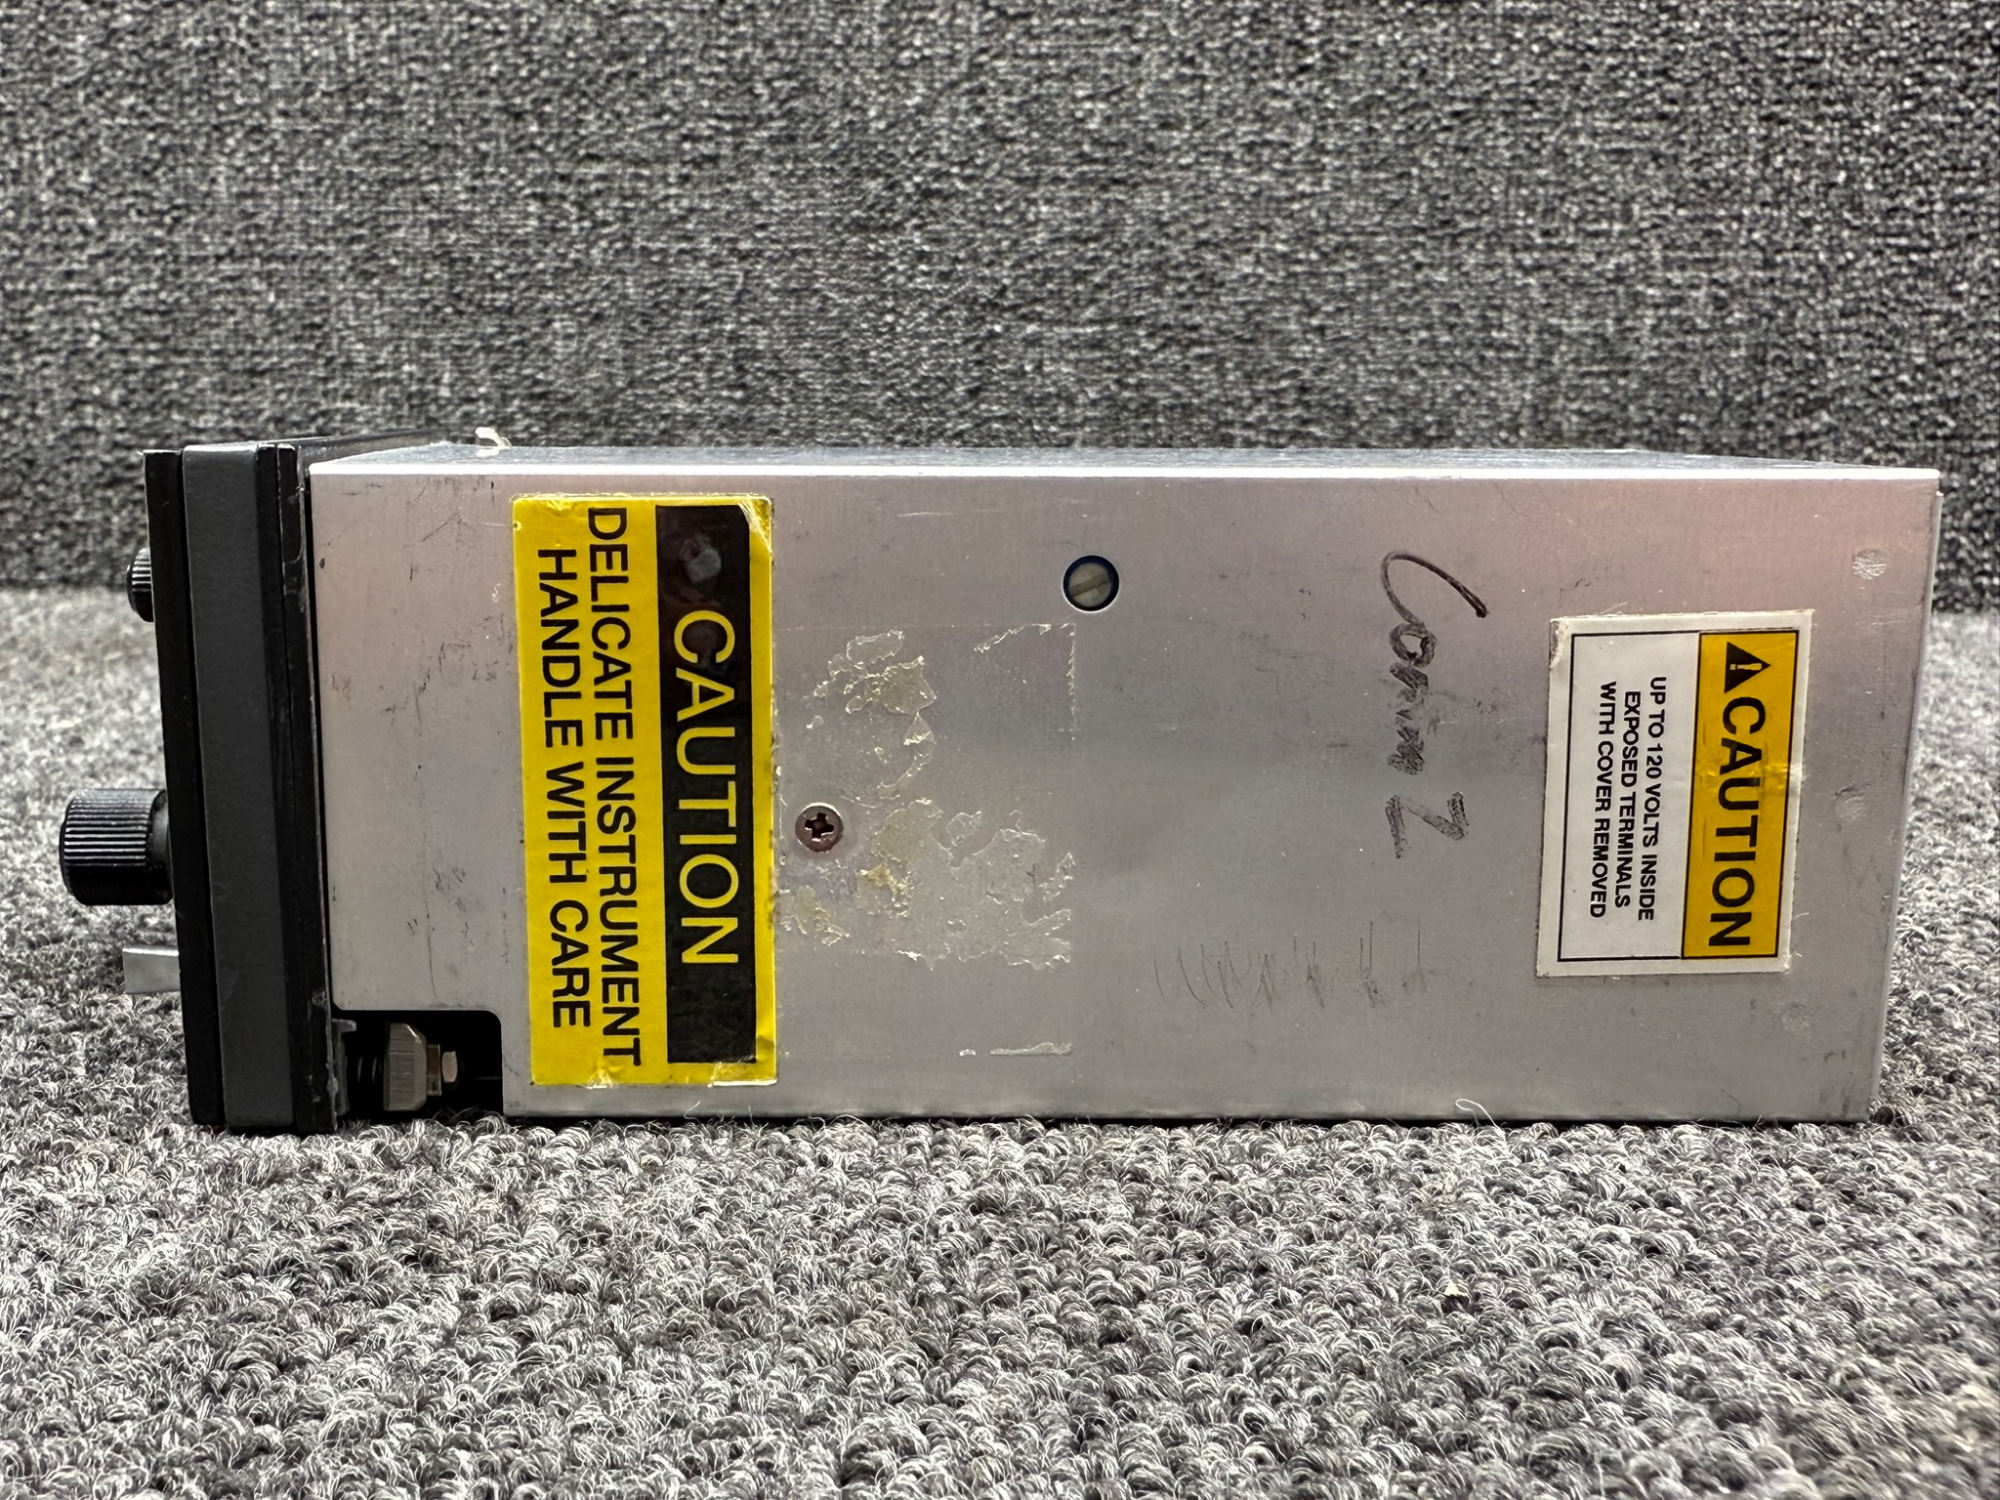 CAUTION
DELICATE INSTRUMENT
HANDLE WITH CARE
Comm 2
CAUTION
UP TO 120 VOLTS INSIDE
EXPOSED TERMINALS
WITH COVER REMOVED